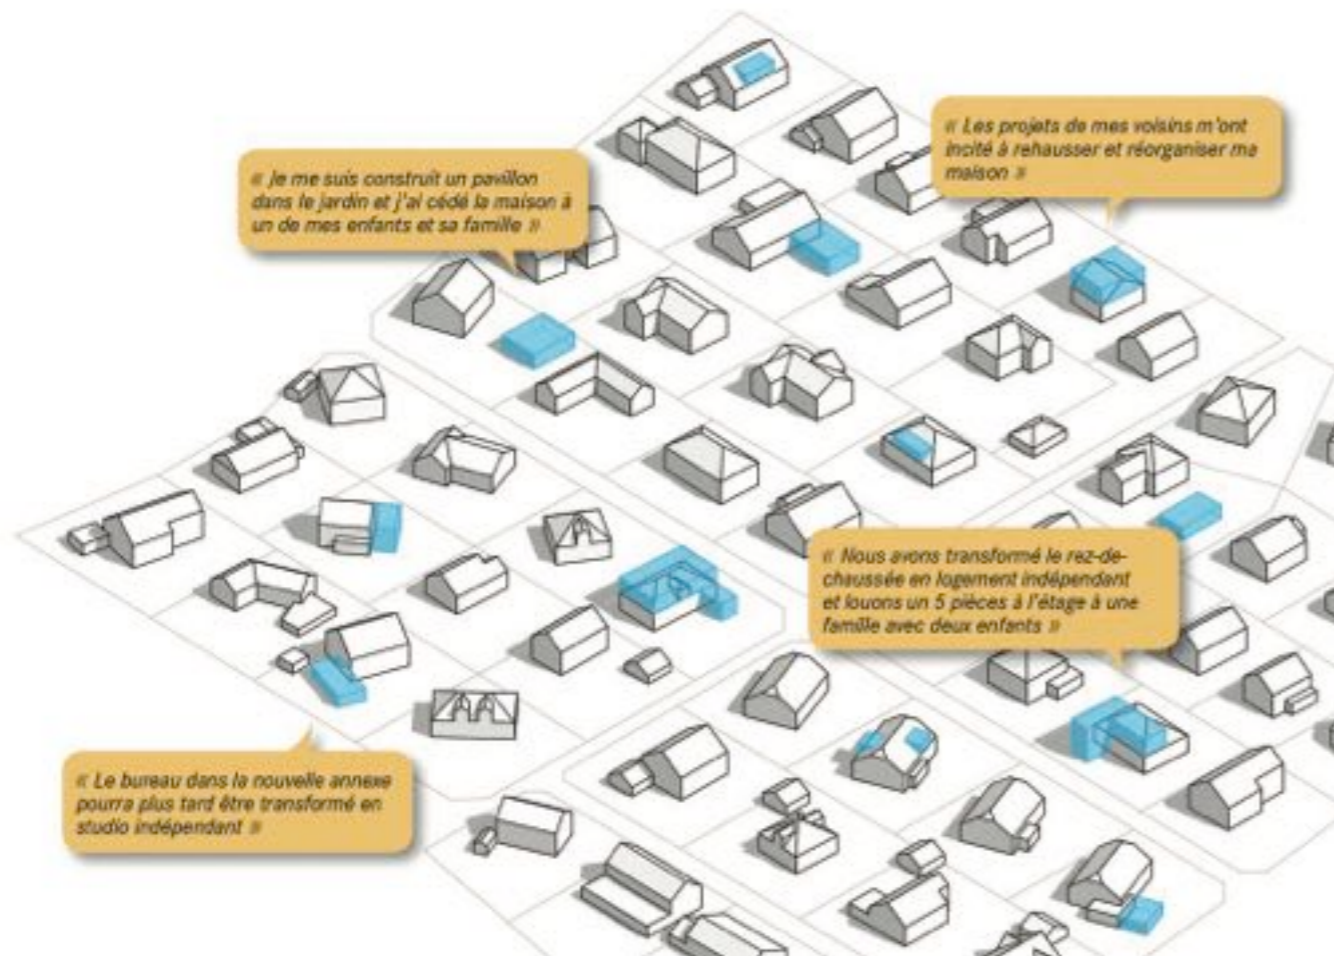 « Les projets de mes voisins m'ont
incité à rehausser et réorganiser ma
maison »
« Je me suis construit un pavillon
dans le jardin et j'ai cédé la maison à
un de mes enfants et sa famille »
« Nous avons transformé le rez-de-
chaussée en logement indépendant
et louons un 5 pièces à l'étage à une
famille avec deux enfants »
« Le bureau dans la nouvelle annexe
pourra plus tard être transformé en
studio indépendant »